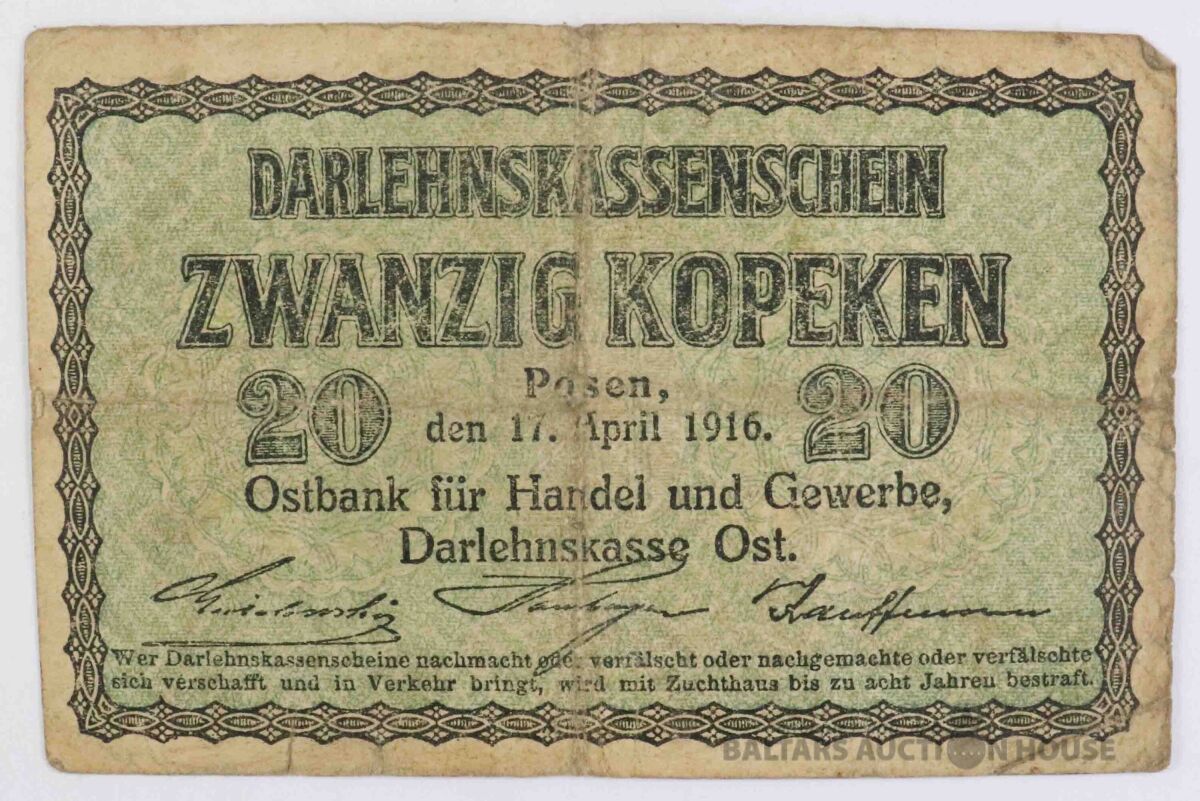 DARLEHNSKASSENSCHEIN
ZWANZIG KOPEKEN
20 Posen, 20
den 17. April 1916.
Ostbank für Handel und Gewerbe,
Darlehnskasse Ost.
Kauffmann
Wer Darlehnskassenscheine nachmacht oder verfälscht oder nachgemachte oder verfälschte
sich verschafft und in Verkehr bringt, wird mit Zuchthaus bis zu acht Jahren bestraft.
BALTARS AUCTION HOUSE